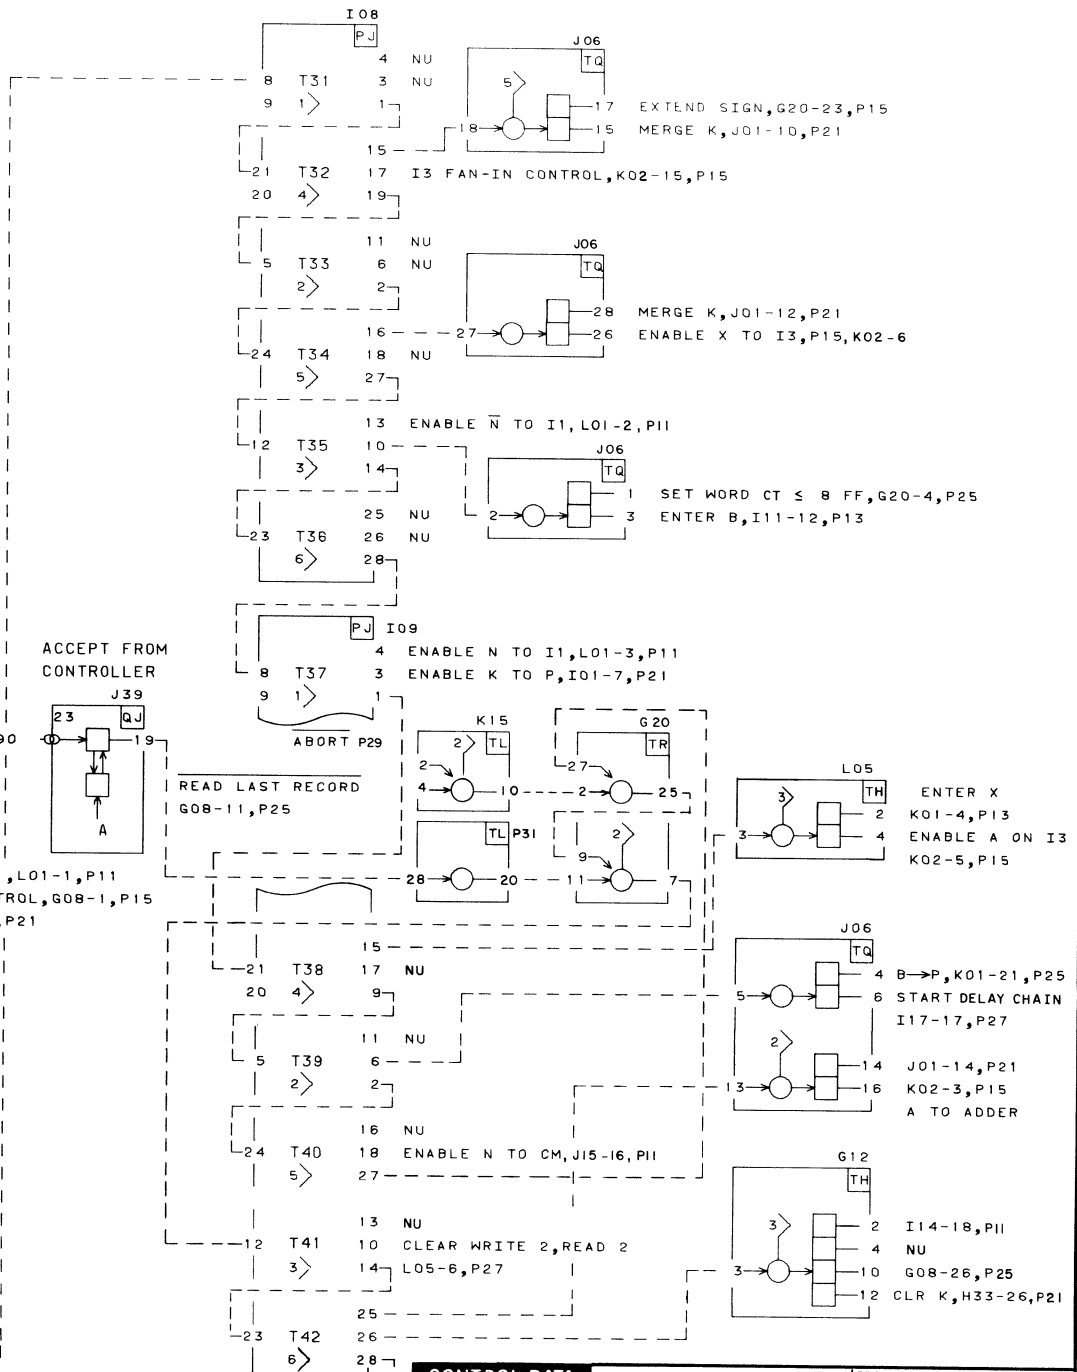 I08
PJ
4 NU
8 T31 3 NU
9 1 1
J06
TQ
5
17 EXTEND SIGN,G20-23,P15
18 15 MERGE K,J01-10,P21
15
21 T32 17 I3 FAN-IN CONTROL,K02-15,P15
20 4 19
11 NU
5 T33 6 NU
2 2
J06
TQ
28 MERGE K,J01-12,P21
27 26 ENABLE X TO I3,P15,K02-6
16
24 T34 18 NU
5 27
13 ENABLE N̅ TO I1,L01-2,P11
12 T35 10
3 14
J06
TQ
1 SET WORD CT ≤ 8 FF,G20-4,P25
2 3 ENTER B,I11-12,P13
25 NU
23 T36 26 NU
6 28
PJ I09
4 ENABLE N TO I1,L01-3,P11
8 T37 3 ENABLE K TO P,I01-7,P21
9 1 1
ABORT P29
ACCEPT FROM
CONTROLLER
J39
23 QJ
90 19
A
READ LAST RECORD
G08-11,P25
K15
2 TL
2
4 10
TL P31
28 20
G20
TR
27
2 25
2
9
11 7
L05
TH
3 ENTER X
2 K01-4,P13
3 4 ENABLE A ON I3
K02-5,P15
,L01-1,P11
TROL,G08-1,P15
,P21
15
21 T38 17 NU
20 4 9
11 NU
5 T39 6
2 2
J06
TQ
4 B→P,K01-21,P25
5 6 START DELAY CHAIN
I17-17,P27
2
14 J01-14,P21
13 16 K02-3,P15
A TO ADDER
16 NU
24 T40 18 ENABLE N TO CM,J15-16,P11
5 27
13 NU
12 T41 10 CLEAR WRITE 2,READ 2
3 14 L05-6,P27
G12
TH
3 2 I14-18,P11
4 NU
3 10 G08-26,P25
12 CLR K,H33-26,P21
25
23 T42 26
6 28
CONTROL DATA